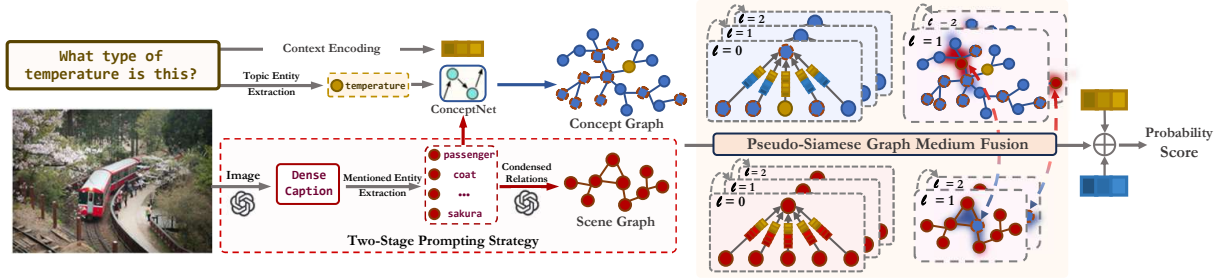 What type of
temperature is this?
Context Encoding
Topic Entity
Extraction
temperature
ConceptNet
Concept Graph
Image
Dense
Caption
Mentioned Entity
Extraction
passenger
coat
...
sakura
Condensed
Relations
Scene Graph
Two-Stage Prompting Strategy
ℓ = 2
ℓ = 1
ℓ = 0
ℓ = 2
ℓ = 1
Pseudo-Siamese Graph Medium Fusion
ℓ = 2
ℓ = 1
ℓ = 0
ℓ = 2
ℓ = 1
Probability
Score